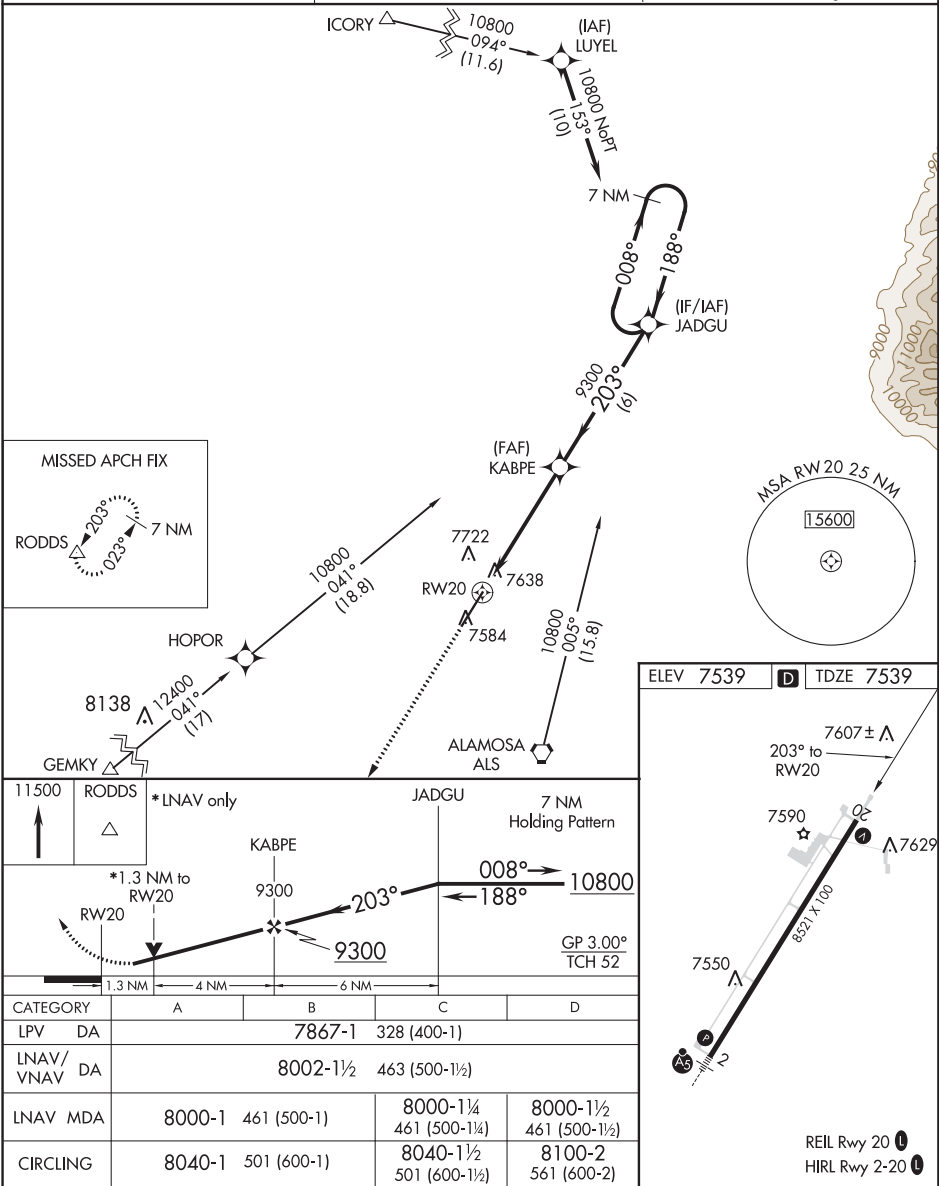 ICORY
10800
094°
(11.6)
(IAF)
LUYEL
10800 NoPT
153°
(10)
7 NM
008°
188°
(IF/IAF)
JADGU
9300
203°
(6)
(FAF)
KABPE
9000
11000
10000
MISSED APCH FIX
RODDS
203°
023°
7 NM
7722
7638
RW20
7584
10800
041°
(18.8)
HOPOR
10800
005°
(15.8)
MSA RW20 25 NM
15600
8138
12400
041°
(17)
GEMKY
ALAMOSA
ALS
ELEV 7539
D
TDZE 7539
7607±
203° to
RW20
20
7590
V
7629
8521 X 100
7550
P
A5
2
REIL Rwy 20 L
HIRL Rwy 2-20 L
11500
RODDS
*LNAV only
JADGU
7 NM
Holding Pattern
KABPE
*1.3 NM to
RW20
RW20
9300
203°
008°
188°
10800
9300
GP 3.00°
TCH 52
1.3 NM
4 NM
6 NM
CATEGORY A B C D
LPV DA 7867-1 328 (400-1)
LNAV/
VNAV DA 8002-1½ 463 (500-1½)
LNAV MDA 8000-1 461 (500-1) 8000-1¼ 8000-1½
461 (500-1¼) 461 (500-1½)
CIRCLING 8040-1 501 (600-1) 8040-1½ 8100-2
501 (600-1½) 561 (600-2)